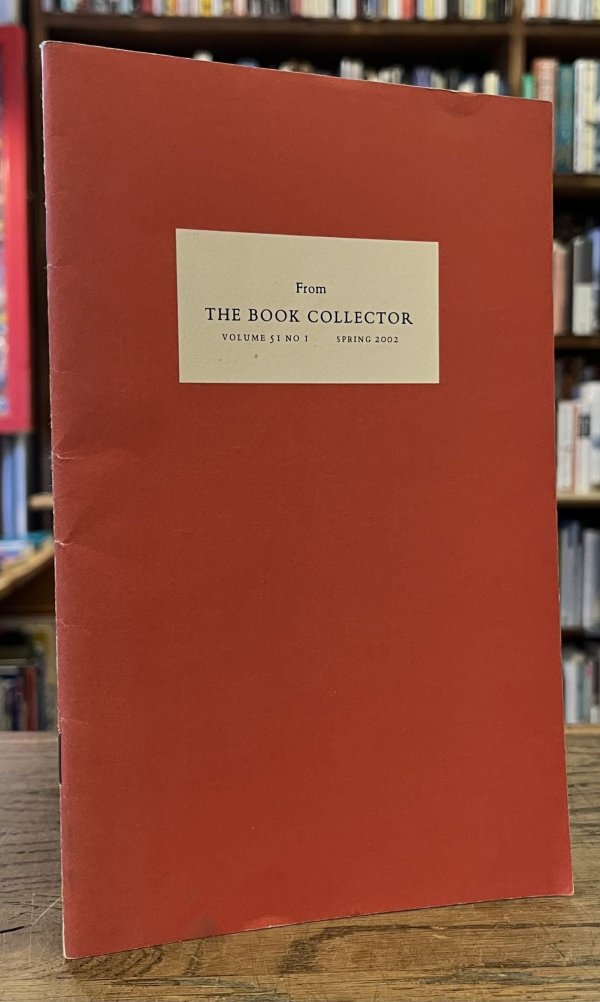 From
THE BOOK COLLECTOR
VOLUME 51 NO 1 SPRING 2002